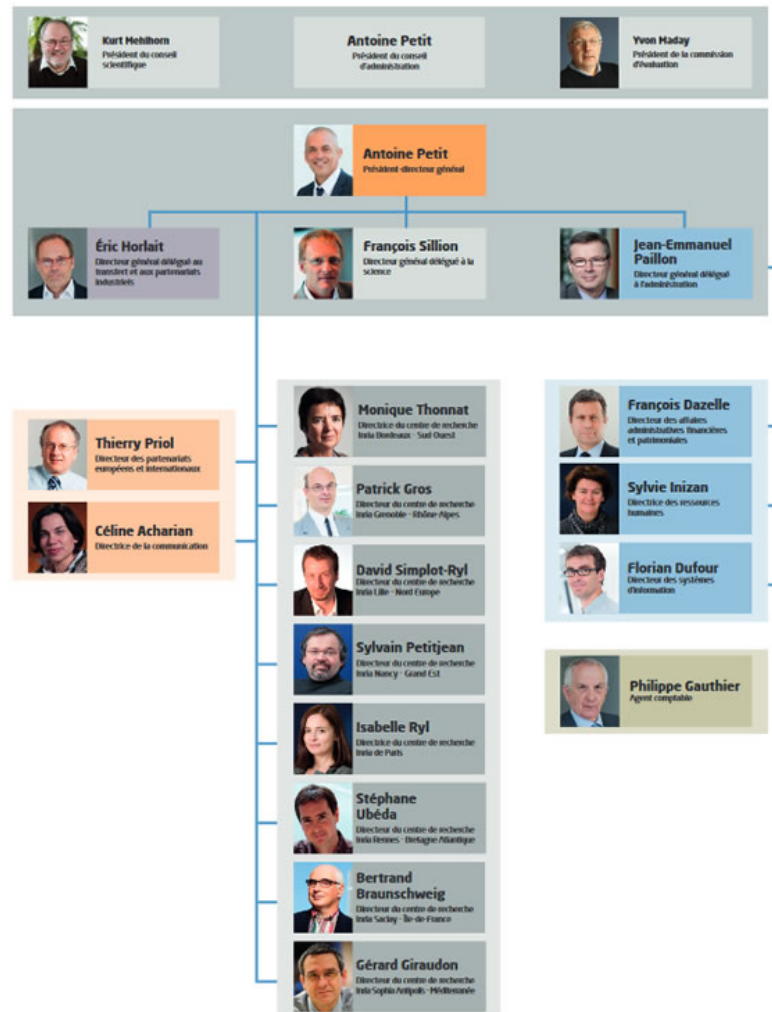 Kurt Mehlhorn
Président du conseil
scientifique
Antoine Petit
Président du conseil
d'administration
Yvon Maday
Président de la commission
d'évaluation
Antoine Petit
Président-directeur général
Éric Horlait
Directeur général délégué au
transfert et aux partenariats
industriels
François Sillion
Directeur général délégué à la
science
Jean-Emmanuel
Paillon
Directeur général délégué
à l'administration
Thierry Priol
Directeur des partenariats
européens et internationaux
Céline Acharian
Directrice de la communication
Monique Thonnat
Directrice du centre de recherche
Inria Bordeaux - Sud-Ouest
Patrick Gros
Directeur du centre de recherche
Inria Grenoble - Rhône-Alpes
David Simplot-Ryl
Directeur du centre de recherche
Inria Lille - Nord Europe
Sylvain Petitjean
Directeur du centre de recherche
Inria Nancy - Grand Est
Isabelle Ryl
Directrice du centre de recherche
Inria de Paris
Stéphane
Ubéda
Directeur du centre de recherche
Inria Rennes - Bretagne Atlantique
Bertrand
Braunschweig
Directeur du centre de recherche
Inria Saclay - Île-de-France
Gérard Giraudon
Directeur du centre de recherche
Inria Sophia Antipolis - Méditerranée
François Dazelle
Directeur des affaires
administratives financières
et patrimoniales
Sylvie Inizan
Directrice des ressources
humaines
Florian Dufour
Directeur des systèmes
d'information
Philippe Gauthier
Agent comptable